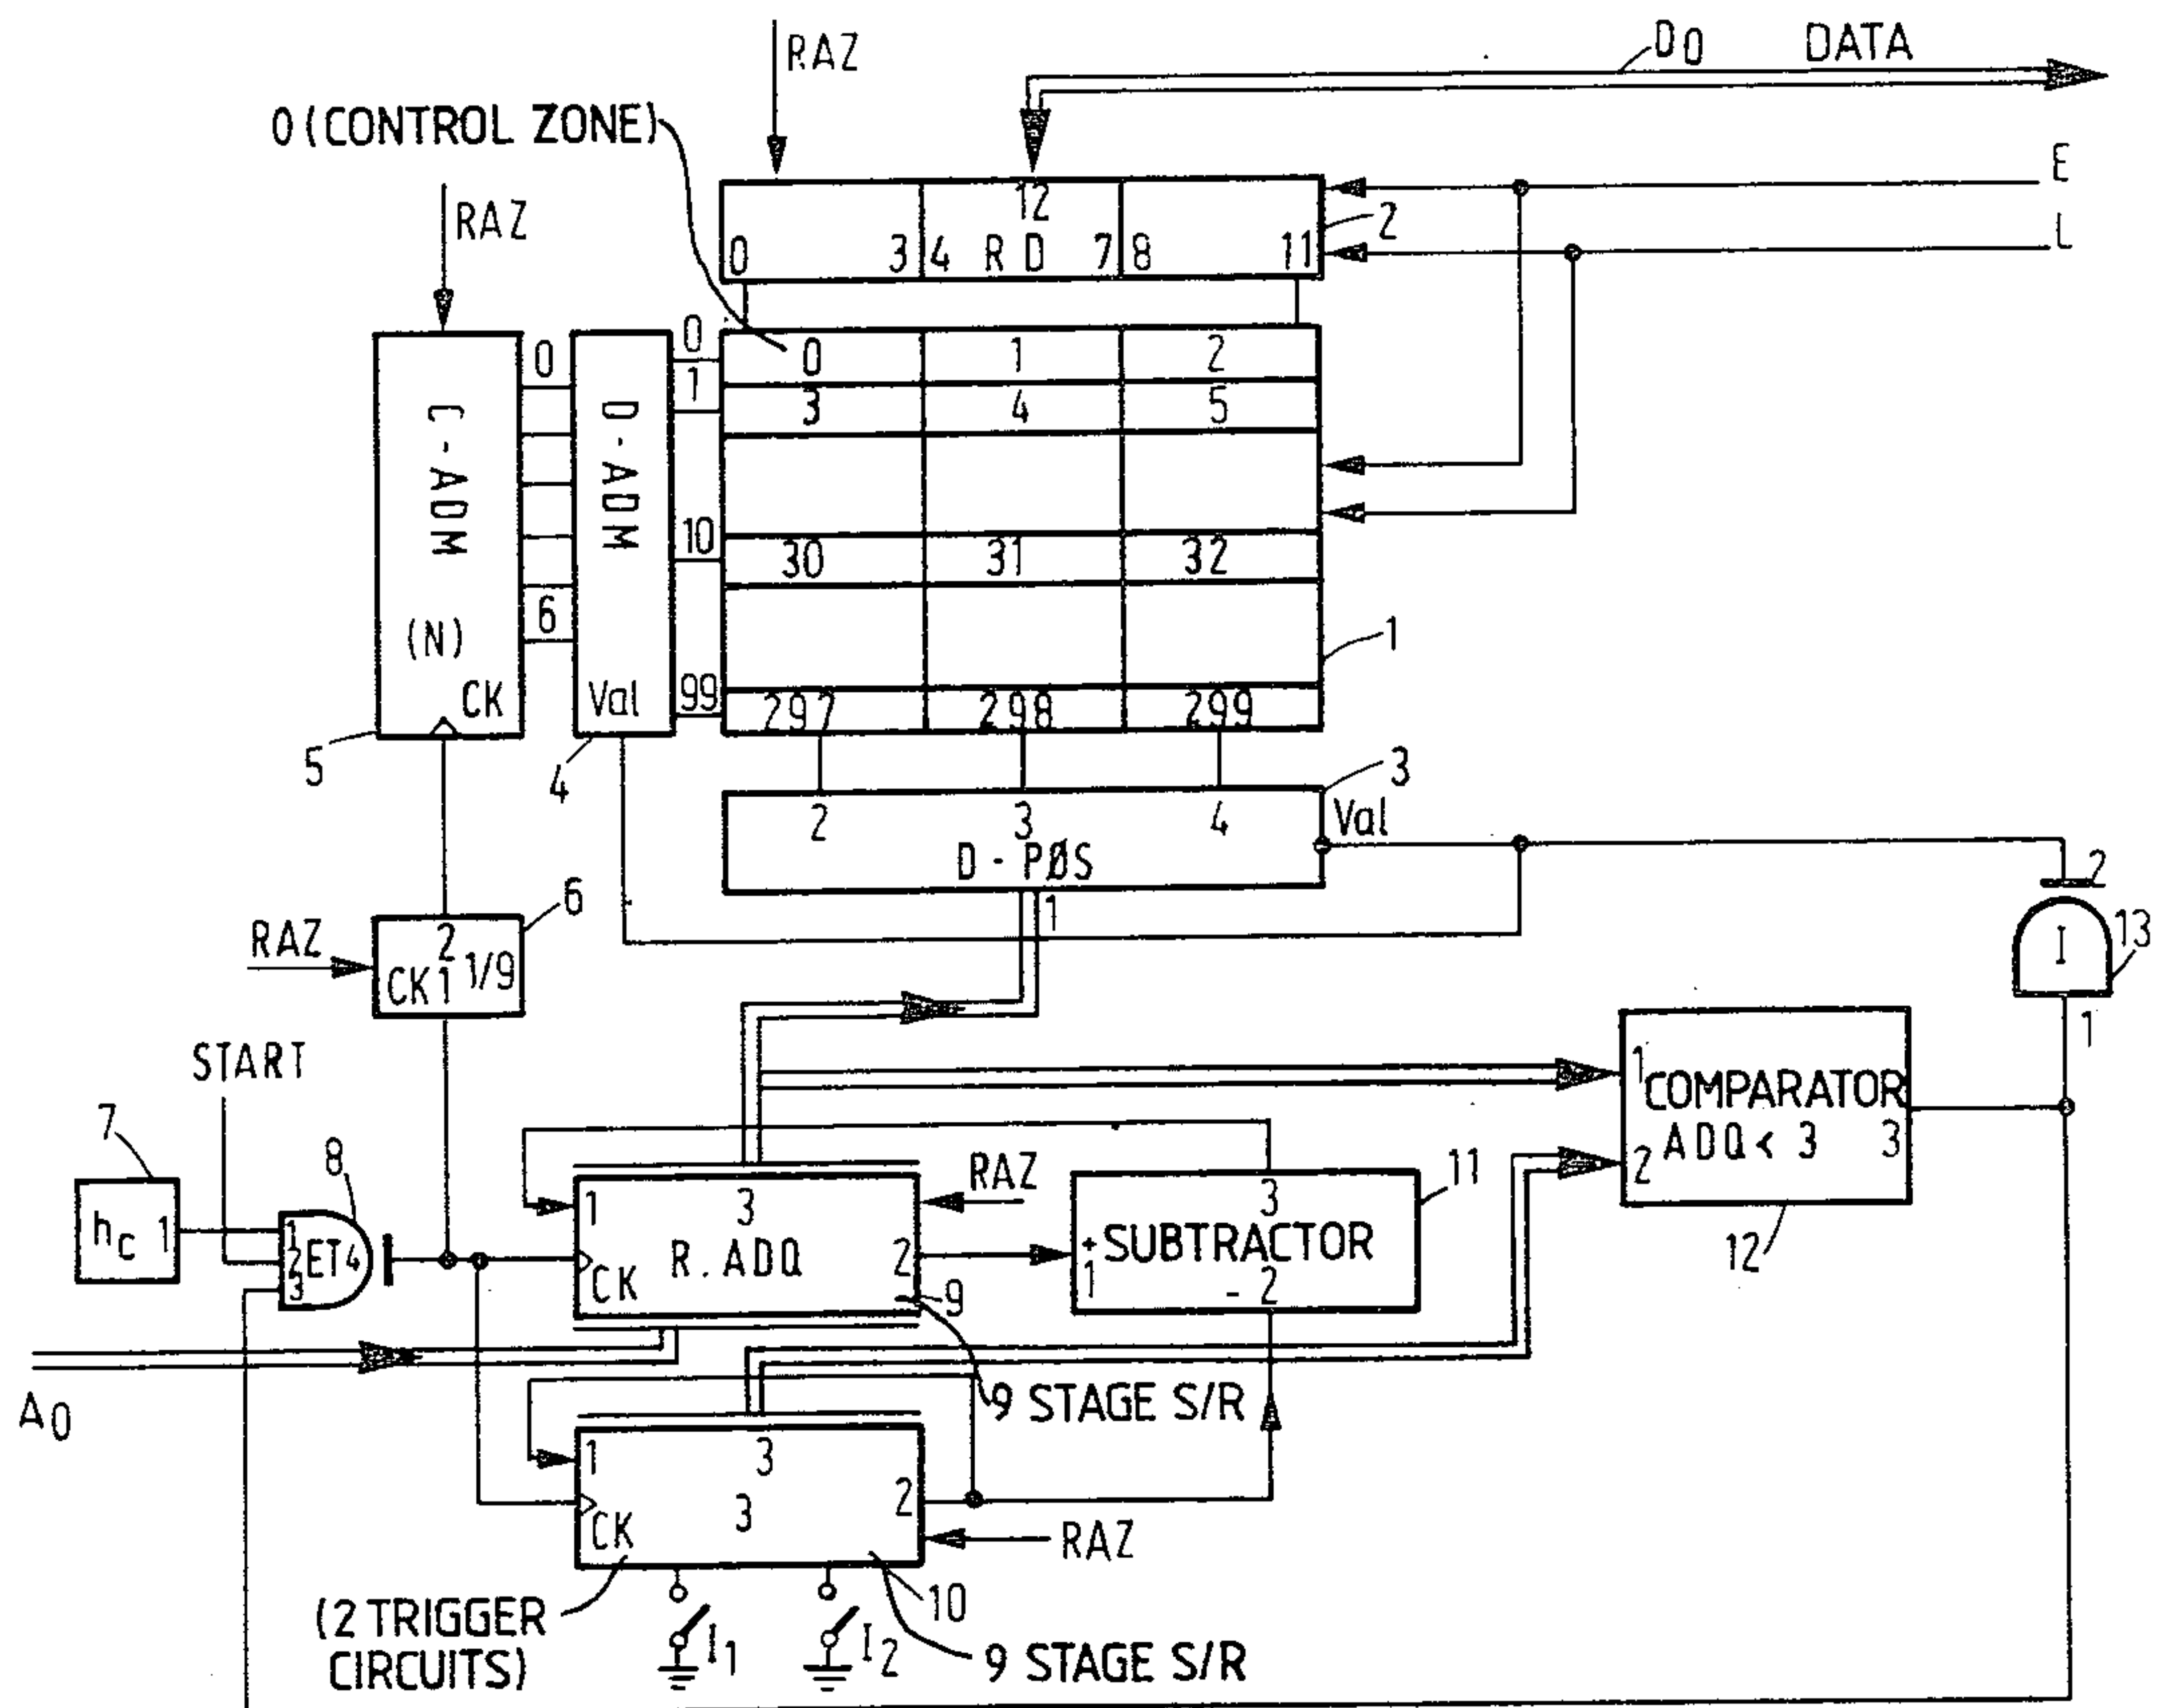 RAZ
D0 DATA
0 (CONTROL ZONE)
E
RAZ
12
2
L
0 3 4 R D 7 8 11
0 0 0 1 2
1 3 4 5
C-ADM
D-ADM
10 30 31 32
6
(N)
1
CK Val 99 297 298 299
5 4 3
2 3 4 Val
D - PØS
2
6
1
RAZ
2
CK1 1/9
I 13
START
1
1
COMPARATOR
7
ADQ < 3 3
8
2
RAZ
11
1 3
3
hc 1
1
2 ET4
3
CK R. ADQ 2
+ SUBTRACTOR
1
- 2
12
9
A0
9 STAGE S/R
1 3
3 2
CK
RAZ
(2 TRIGGER
CIRCUITS)
10
I1 I2
9 STAGE S/R